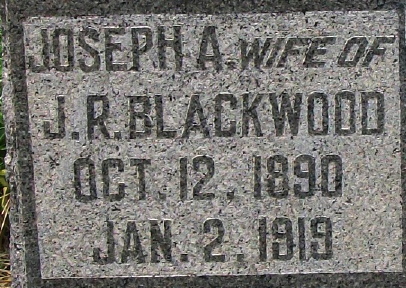 JOSEPH A. WIFE OF
J.R. BLACKWOOD
OCT. 12. 1890
JAN. 2. 1919